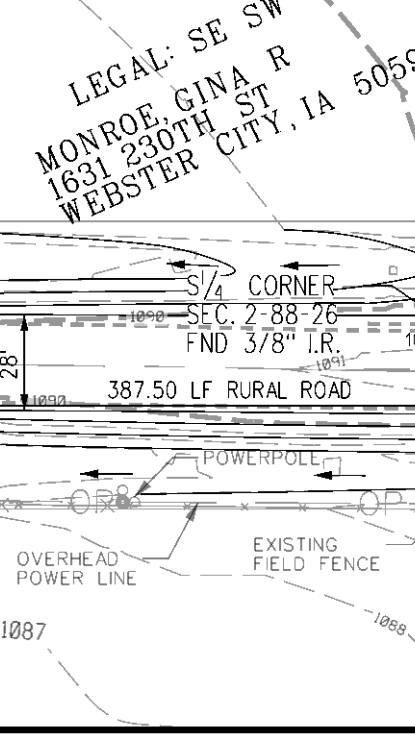 LEGAL: SE SW
MONROE, GINA R
1631 230TH ST
WEBSTER CITY, IA 5059
S1/4 CORNER
1090 SEC. 2-88-26
FND 3/8" I.R.
28'
1091
1090
387.50 LF RURAL ROAD
POWERPOLE
OVERHEAD
POWER LINE
EXISTING
FIELD FENCE
1087
1088